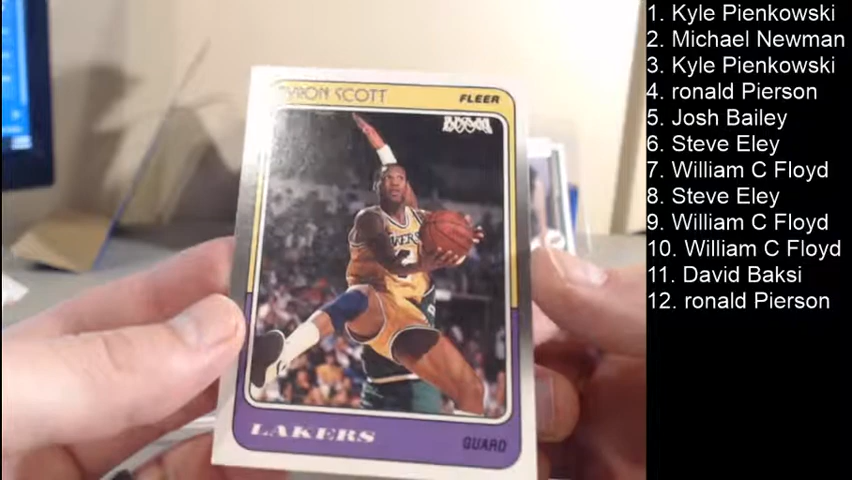 BYRON SCOTT
FLEER
LAKERS
GUARD
1. Kyle Pienkowski
2. Michael Newman
3. Kyle Pienkowski
4. ronald Pierson
5. Josh Bailey
6. Steve Eley
7. William C Floyd
8. Steve Eley
9. William C Floyd
10. William C Floyd
11. David Baksi
12. ronald Pierson